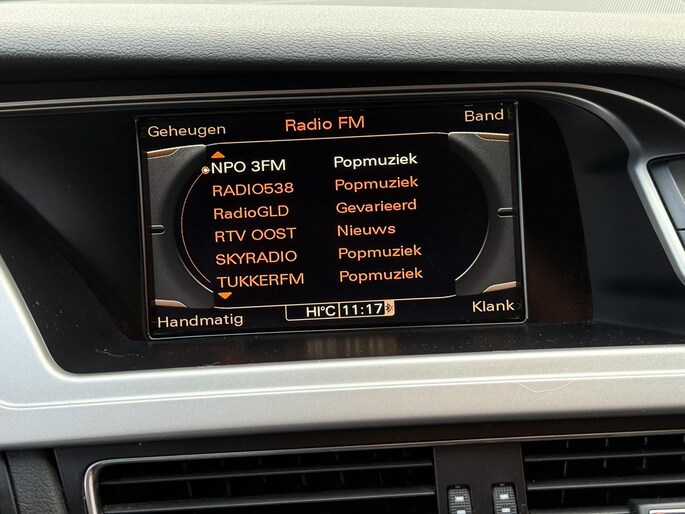 Geheugen Radio FM Band
NPO 3FM Popmuziek
RADIO538 Popmuziek
RadioGLD Gevarieerd
RTV OOST Nieuws
SKYRADIO Popmuziek
TUKKERFM Popmuziek
Handmatig HI°C 11:17 Klank